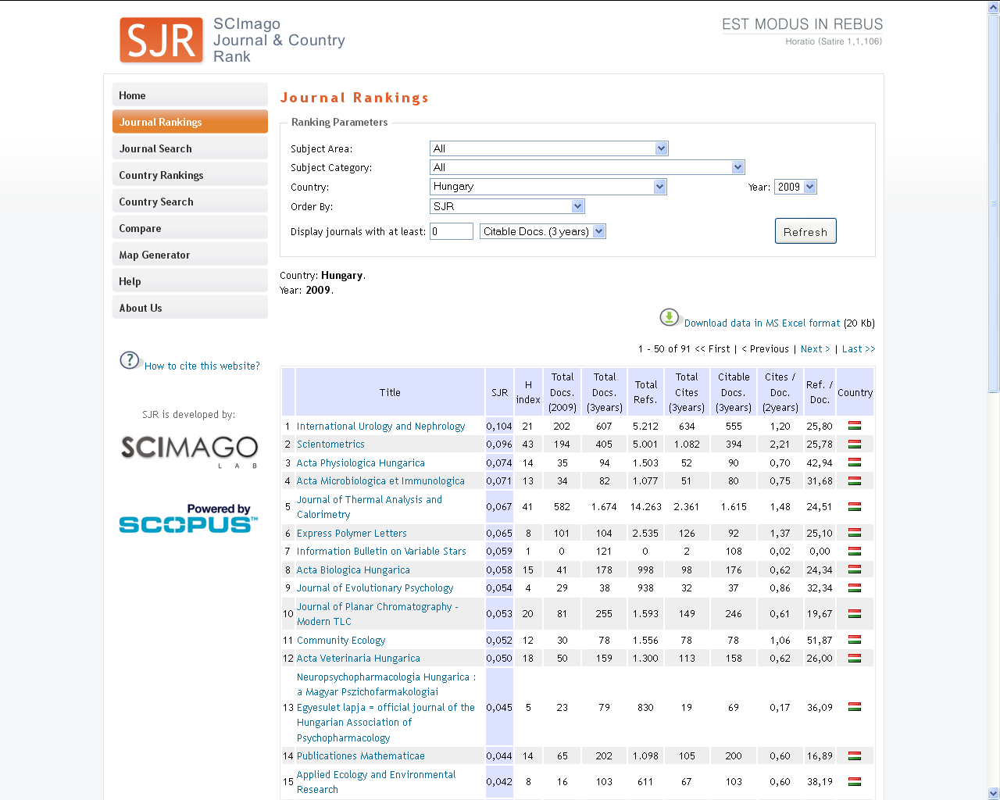 SJR
SCImago
Journal & Country
Rank
EST MODUS IN REBUS
Horatio (Satire 1,1,106)
Home
Journal Rankings
Journal Search
Country Rankings
Country Search
Compare
Map Generator
Help
About Us
? How to cite this website?
SJR is developed by:
SCIMAGO
LAB
Powered by
SCOPUS™
Journal Rankings
Ranking Parameters
Subject Area: All
Subject Category: All
Country: Hungary Year: 2009
Order By: SJR
Display journals with at least: 0 Citable Docs. (3 years) Refresh
Country: Hungary.
Year: 2009.
Download data in MS Excel format (20 Kb)
1 - 50 of 91 << First | < Previous | Next > | Last >>
Title SJR H index Total Docs. (2009) Total Docs. (3years) Total Refs. Total Cites (3years) Citable Docs. (3years) Cites / Doc. (2years) Ref. / Doc. Country
1 International Urology and Nephrology 0,104 21 202 607 5.212 634 555 1,20 25,80
2 Scientometrics 0,096 43 194 405 5.001 1.082 394 2,21 25,78
3 Acta Physiologica Hungarica 0,074 14 35 94 1.503 52 90 0,70 42,94
4 Acta Microbiologica et Immunologica 0,071 13 34 82 1.077 51 80 0,75 31,68
5 Journal of Thermal Analysis and Calorimetry 0,067 41 582 1.674 14.263 2.361 1.615 1,48 24,51
6 Express Polymer Letters 0,065 8 101 104 2.535 126 92 1,37 25,10
7 Information Bulletin on Variable Stars 0,059 1 0 121 0 2 108 0,02 0,00
8 Acta Biologica Hungarica 0,058 15 41 178 998 98 176 0,62 24,34
9 Journal of Evolutionary Psychology 0,054 4 29 38 938 32 37 0,86 32,34
10 Journal of Planar Chromatography - Modern TLC 0,053 20 81 255 1.593 149 246 0,61 19,67
11 Community Ecology 0,052 12 30 78 1.556 78 78 1,06 51,87
12 Acta Veterinaria Hungarica 0,050 18 50 159 1.300 113 158 0,62 26,00
13 Neuropsychopharmacologia Hungarica : a Magyar Pszichofarmakologiai Egyesulet lapja = official journal of the Hungarian Association of Psychopharmacology 0,045 5 23 79 830 19 69 0,17 36,09
14 Publicationes Mathematicae 0,044 14 65 202 1.098 105 200 0,60 16,89
15 Applied Ecology and Environmental Research 0,042 8 16 103 611 67 103 0,60 38,19